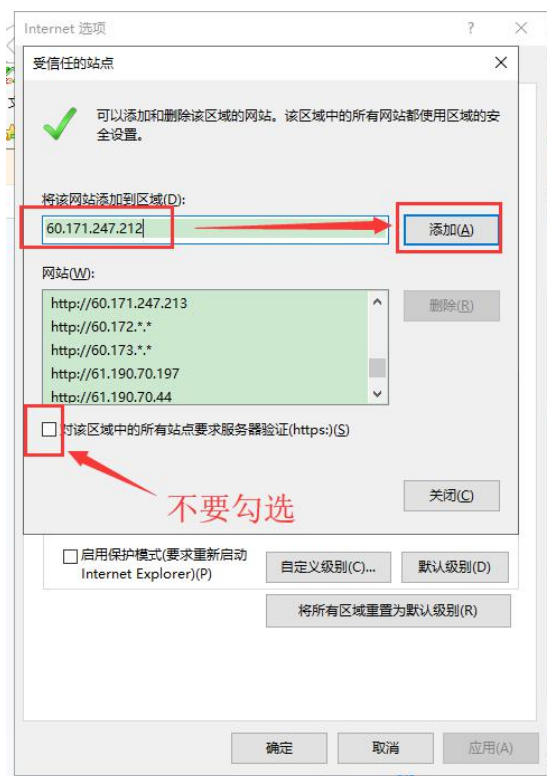 Internet 选项
受信任的站点
可以添加和删除该区域的网站。该区域中的所有网站都使用区域的安
全设置。
将该网站添加到区域(D):
60.171.247.212
添加(A)
网站(W):
http://60.171.247.213
http://60.172.*.*
http://60.173.*.*
http://61.190.70.197
http://61.190.70.44
删除(R)
对该区域中的所有站点要求服务器验证(https:)(S)
不要勾选
关闭(C)
启用保护模式(要求重新启动
Internet Explorer)(P)
自定义级别(C)...
默认级别(D)
将所有区域重置为默认级别(R)
确定
取消
应用(A)